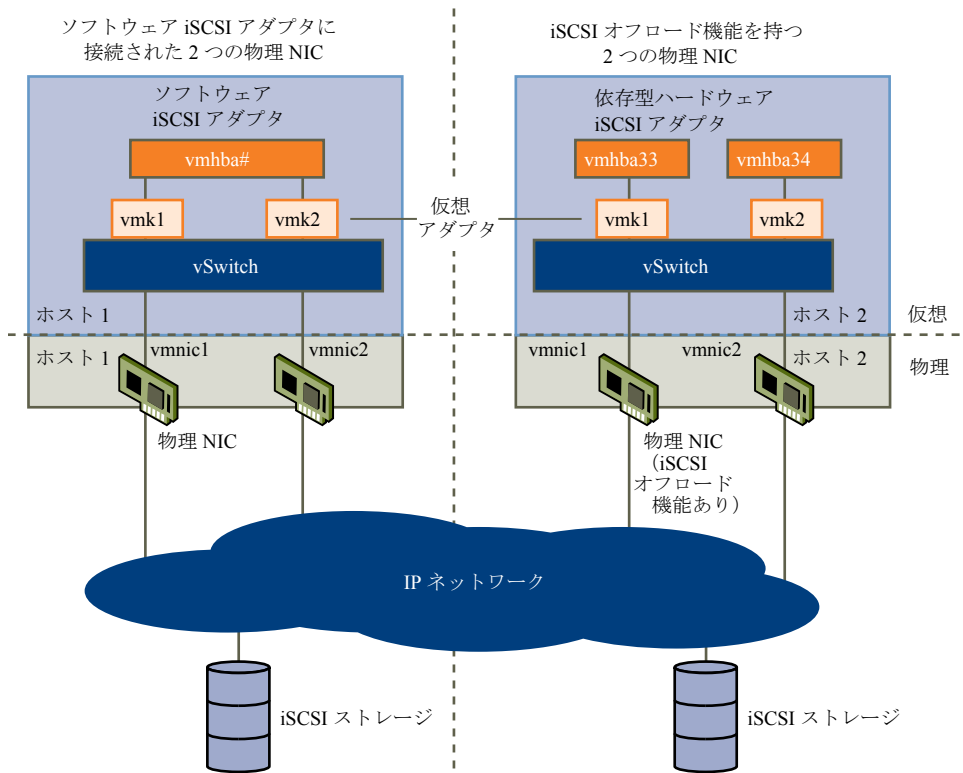 ソフトウェア iSCSI アダプタに
接続された 2 つの物理 NIC
ソフトウェア
iSCSI アダプタ
vmhba#
vmk1
vmk2
vSwitch
ホスト 1
ホスト 1
vmnic1
vmnic2
物理 NIC
仮想
アダプタ
iSCSI オフロード機能を持つ
2 つの物理 NIC
依存型ハードウェア
iSCSI アダプタ
vmhba33
vmhba34
vmk1
vmk2
vSwitch
ホスト 2
仮想
vmnic1
vmnic2
ホスト 2
物理
物理 NIC
（iSCSI
オフロード
機能あり）
IP ネットワーク
iSCSI ストレージ
iSCSI ストレージ